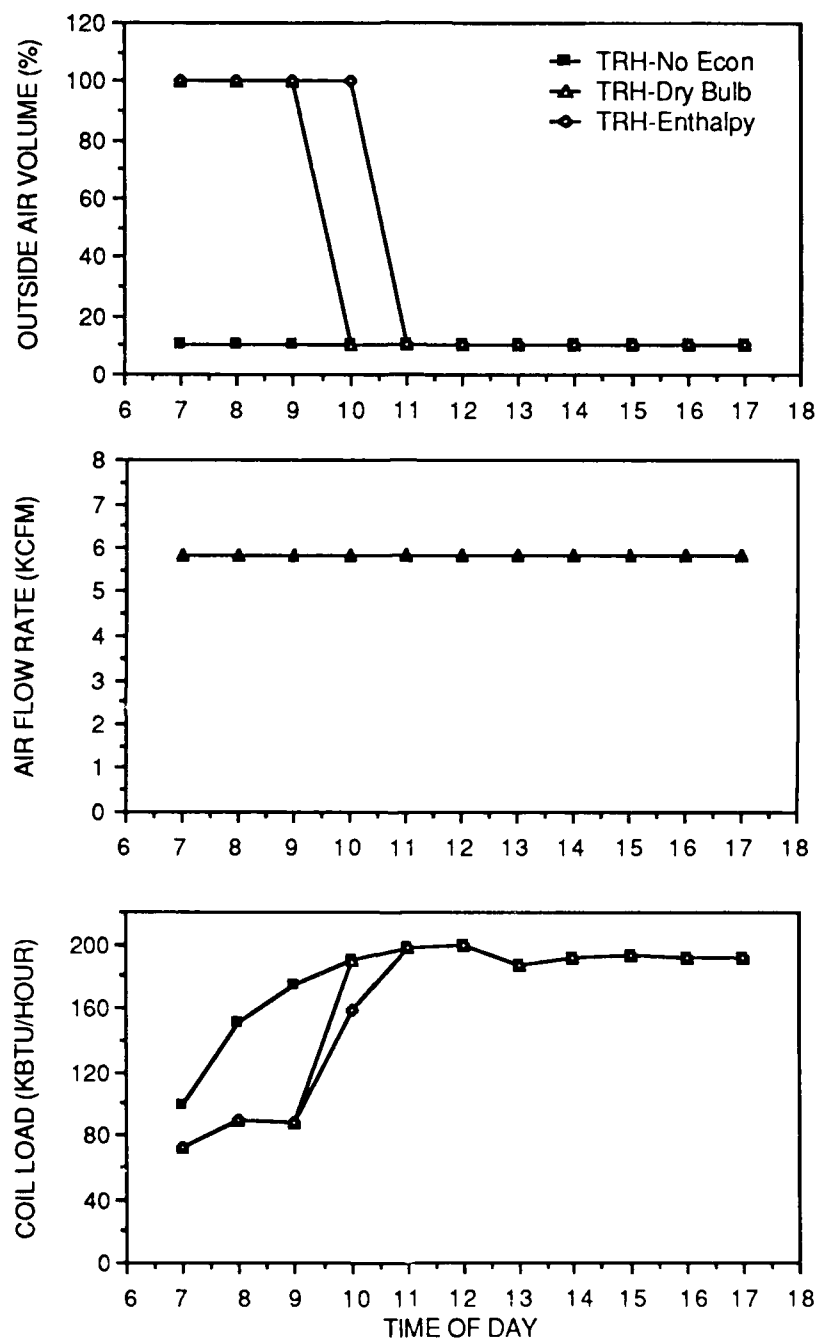 OUTSIDE AIR VOLUME (%)
120
100
80
60
40
20
0
TRH-No Econ
TRH-Dry Bulb
TRH-Enthalpy
6 7 8 9 10 11 12 13 14 15 16 17 18
AIR FLOW RATE (KCFM)
8
7
6
5
4
3
2
1
0
6 7 8 9 10 11 12 13 14 15 16 17 18
COIL LOAD (KBTU/HOUR)
200
160
120
80
40
0
6 7 8 9 10 11 12 13 14 15 16 17 18
TIME OF DAY